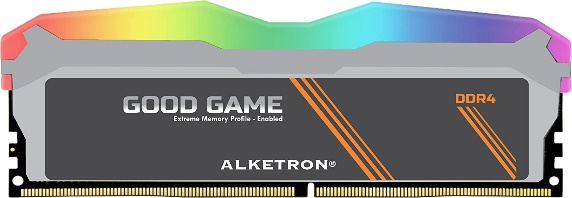 GOOD GAME
Extreme Memory Profile - Enabled
DDR4
ALKETRON®